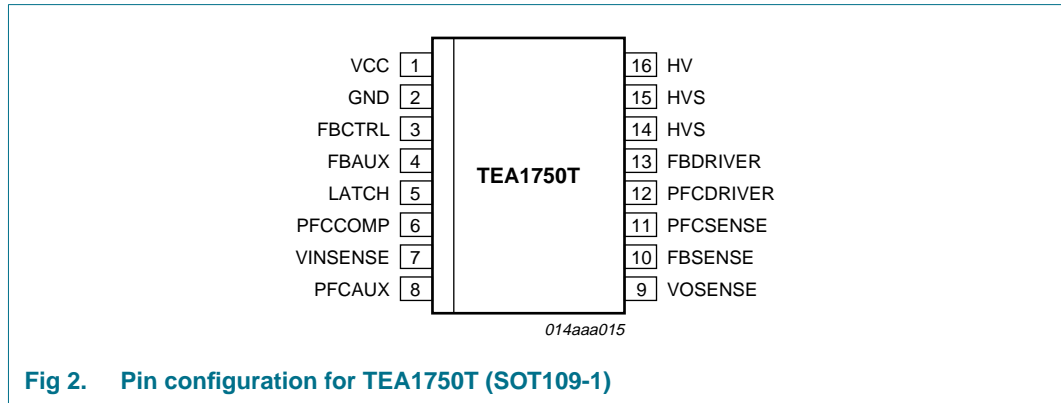 VCC 1
GND 2
FBCTRL 3
FBAUX 4
LATCH 5
PFCCOMP 6
VINSENSE 7
PFCAUX 8
TEA1750T
16 HV
15 HVS
14 HVS
13 FBDRIVER
12 PFCDRIVER
11 PFCSENSE
10 FBSENSE
9 VOSENSE
014aaa015
Fig 2. Pin configuration for TEA1750T (SOT109-1)